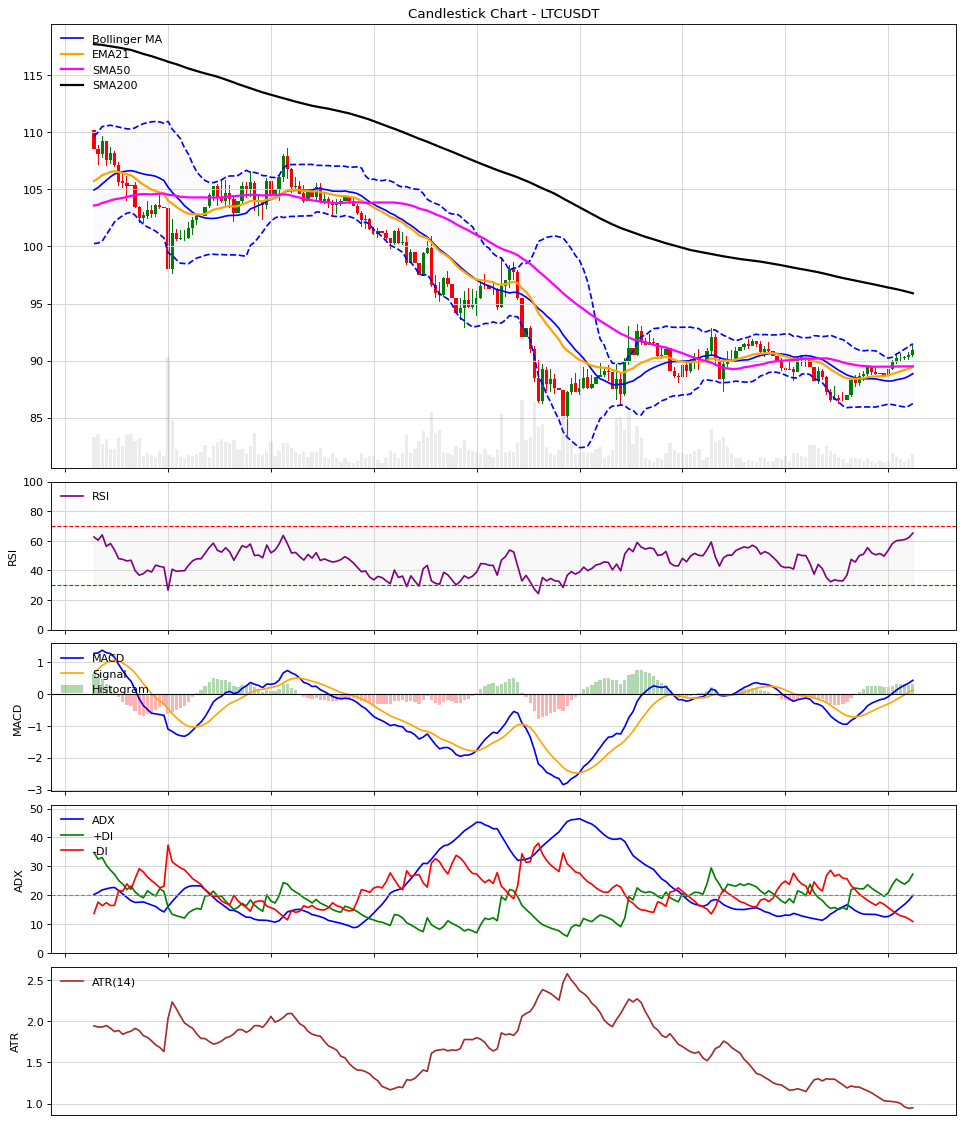 Candlestick Chart - LTCUSDT
Bollinger MA
EMA21
SMA50
SMA200
115
110
105
100
95
90
85
RSI
RSI
100
80
60
40
20
0
MACD
Signal
Histogram
MACD
1
0
−1
−2
−3
ADX
+DI
-DI
ADX
50
40
30
20
10
0
ATR(14)
ATR
2.5
2.0
1.5
1.0